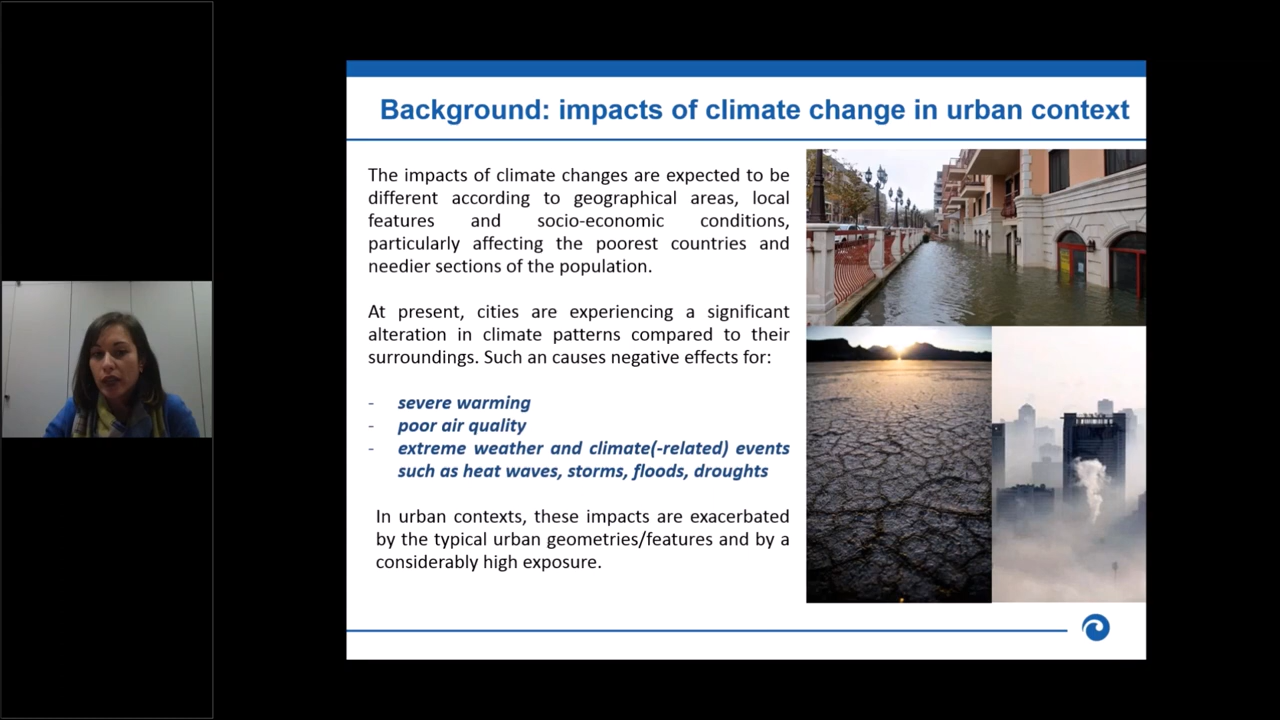 Background: impacts of climate change in urban context
The impacts of climate changes are expected to be
different according to geographical areas, local
features and socio-economic conditions,
particularly affecting the poorest countries and
needier sections of the population.
At present, cities are experiencing a significant
alteration in climate patterns compared to their
surroundings. Such an causes negative effects for:
- severe warming
- poor air quality
- extreme weather and climate(-related) events
such as heat waves, storms, floods, droughts
In urban contexts, these impacts are exacerbated
by the typical urban geometries/features and by a
considerably high exposure.